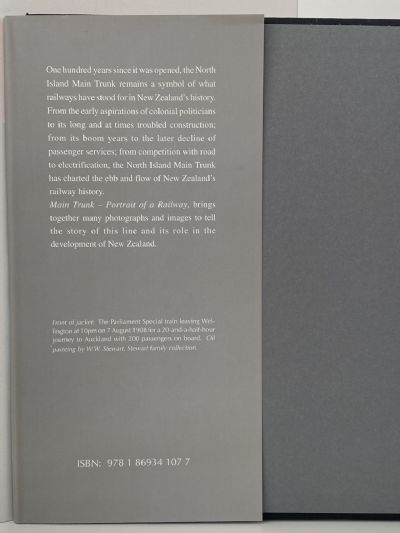 One hundred years since it was opened, the North
Island Main Trunk remains a symbol of what
railways have stood for in New Zealand's history.
From the early aspirations of colonial politicians
to its long and at times troubled construction;
from its boom years to the later decline of
passenger services; from competition with road
to electrification, the North Island Main Trunk
has charted the ebb and flow of New Zealand's
railway history.
Main Trunk – Portrait of a Railway, brings
together many photographs and images to tell
the story of this line and its role in the
development of New Zealand.
Front of jacket: The Parliament Special train leaving Wel-
lington at 10pm on 7 August 1908 for a 20-and-a-half-hour
journey to Auckland with 200 passengers on board. Oil
painting by W.W. Stewart, Stewart family collection.
ISBN: 978 1 86934 107 7